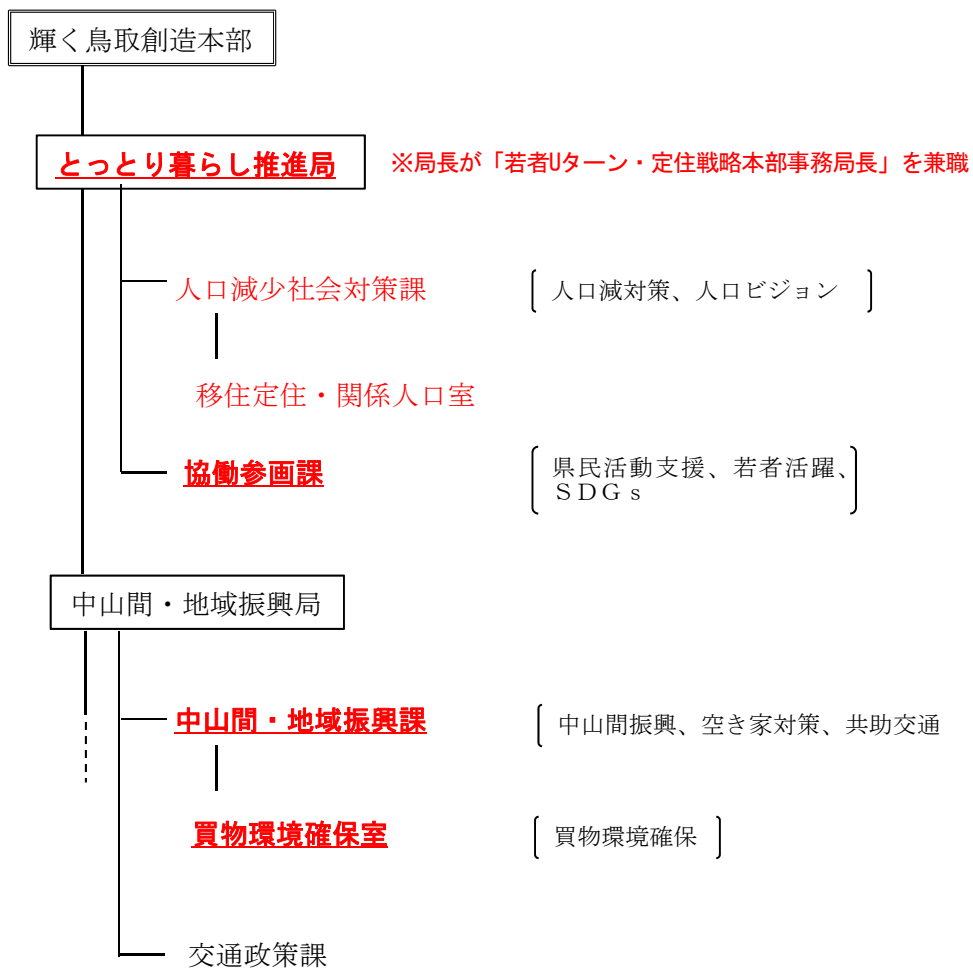 輝く鳥取創造本部
とっとり暮らし推進局 ※局長が「若者Uターン・定住戦略本部事務局長」を兼職
人口減少社会対策課 人口減対策、人口ビジョン
移住定住・関係人口室
協働参画課 県民活動支援、若者活躍、
ＳＤＧｓ
中山間・地域振興局
中山間・地域振興課 中山間振興、空き家対策、共助交通
買物環境確保室 買物環境確保
交通政策課